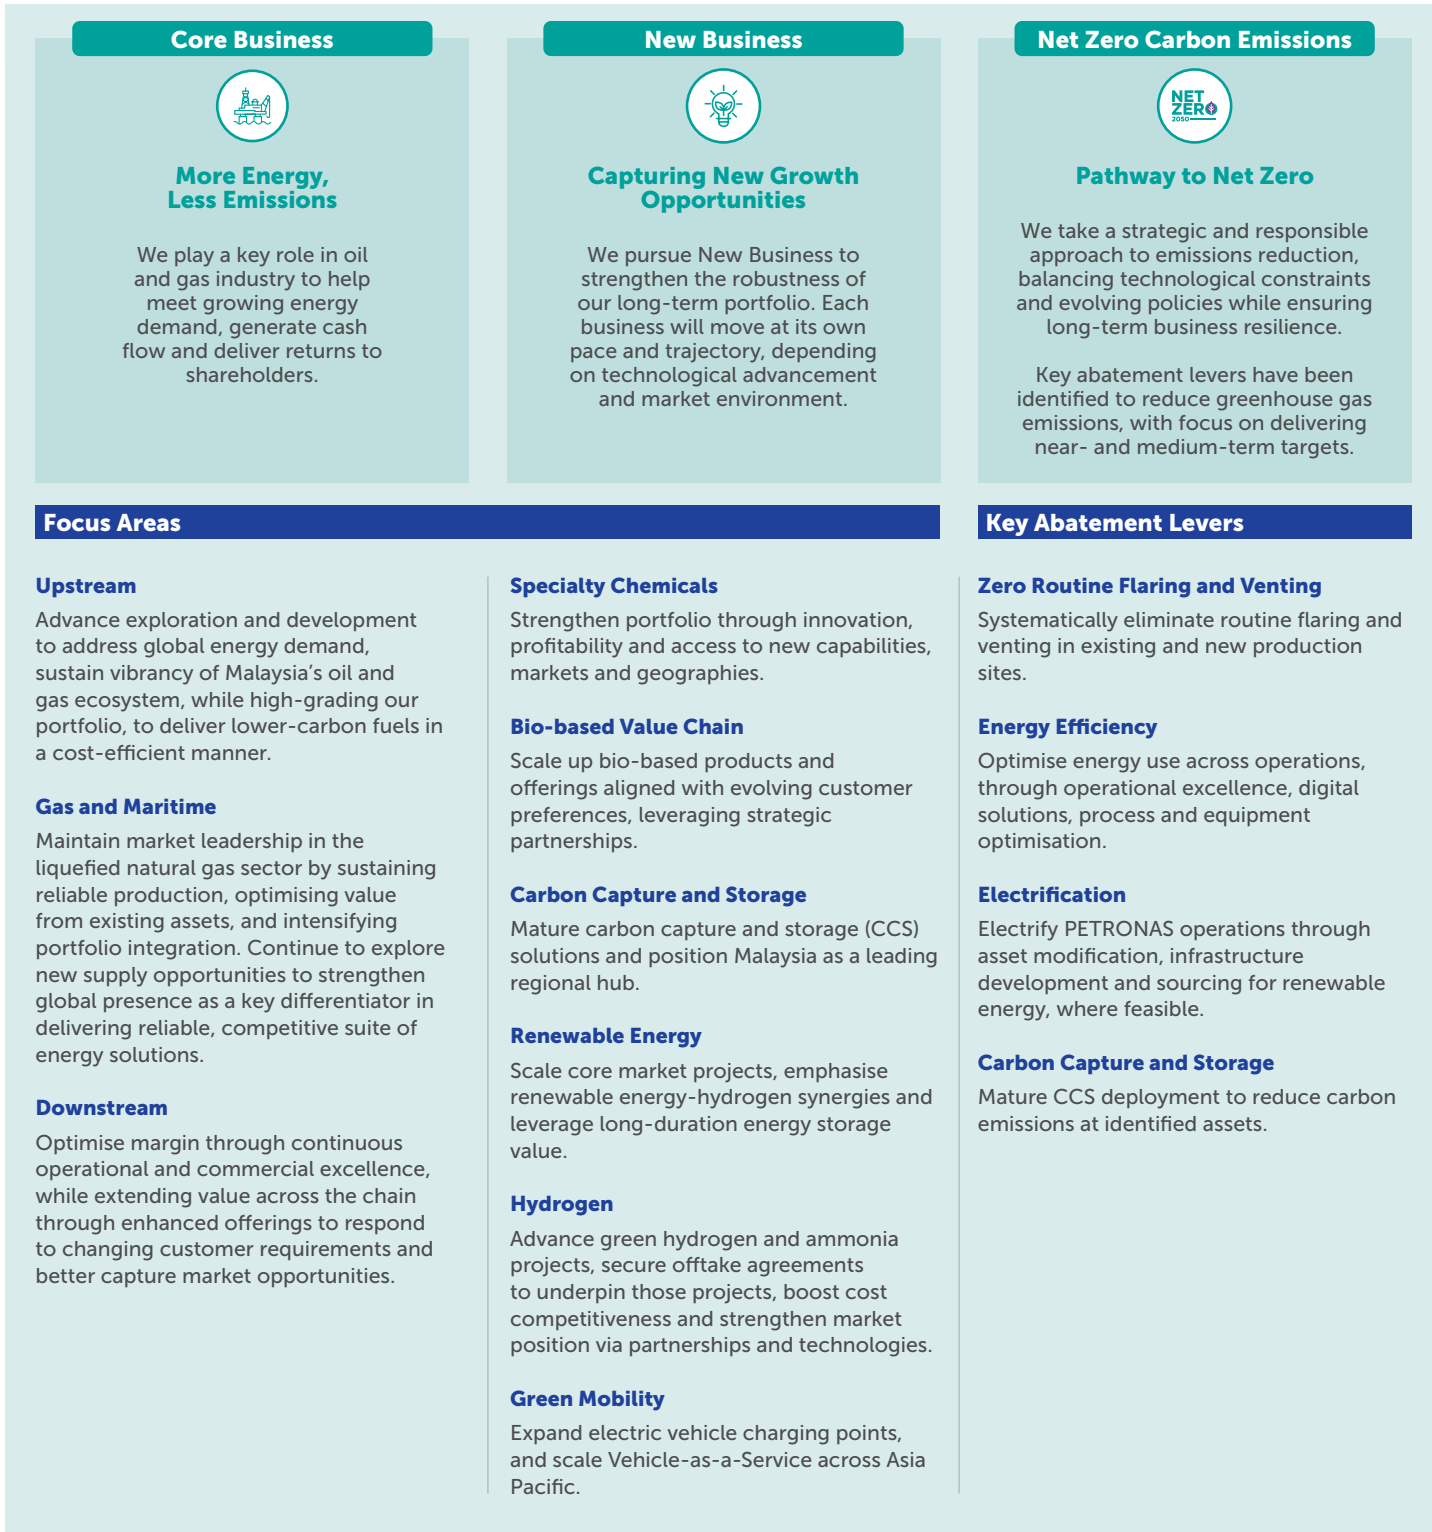 Core Business
More Energy,
Less Emissions
We play a key role in oil
and gas industry to help
meet growing energy
demand, generate cash
flow and deliver returns to
shareholders.
New Business
Capturing New Growth
Opportunities
We pursue New Business to
strengthen the robustness of
our long-term portfolio. Each
business will move at its own
pace and trajectory, depending
on technological advancement
and market environment.
Net Zero Carbon Emissions
NET
ZERO
2050
Pathway to Net Zero
We take a strategic and responsible
approach to emissions reduction,
balancing technological constraints
and evolving policies while ensuring
long-term business resilience.
Key abatement levers have been
identified to reduce greenhouse gas
emissions, with focus on delivering
near- and medium-term targets.
Focus Areas
Upstream
Advance exploration and development
to address global energy demand,
sustain vibrancy of Malaysia's oil and
gas ecosystem, while high-grading our
portfolio, to deliver lower-carbon fuels in
a cost-efficient manner.
Gas and Maritime
Maintain market leadership in the
liquefied natural gas sector by sustaining
reliable production, optimising value
from existing assets, and intensifying
portfolio integration. Continue to explore
new supply opportunities to strengthen
global presence as a key differentiator in
delivering reliable, competitive suite of
energy solutions.
Downstream
Optimise margin through continuous
operational and commercial excellence,
while extending value across the chain
through enhanced offerings to respond
to changing customer requirements and
better capture market opportunities.
Specialty Chemicals
Strengthen portfolio through innovation,
profitability and access to new capabilities,
markets and geographies.
Bio-based Value Chain
Scale up bio-based products and
offerings aligned with evolving customer
preferences, leveraging strategic
partnerships.
Carbon Capture and Storage
Mature carbon capture and storage (CCS)
solutions and position Malaysia as a leading
regional hub.
Renewable Energy
Scale core market projects, emphasise
renewable energy-hydrogen synergies and
leverage long-duration energy storage
value.
Hydrogen
Advance green hydrogen and ammonia
projects, secure offtake agreements
to underpin those projects, boost cost
competitiveness and strengthen market
position via partnerships and technologies.
Green Mobility
Expand electric vehicle charging points,
and scale Vehicle-as-a-Service across Asia
Pacific.
Key Abatement Levers
Zero Routine Flaring and Venting
Systematically eliminate routine flaring and
venting in existing and new production
sites.
Energy Efficiency
Optimise energy use across operations,
through operational excellence, digital
solutions, process and equipment
optimisation.
Electrification
Electrify PETRONAS operations through
asset modification, infrastructure
development and sourcing for renewable
energy, where feasible.
Carbon Capture and Storage
Mature CCS deployment to reduce carbon
emissions at identified assets.